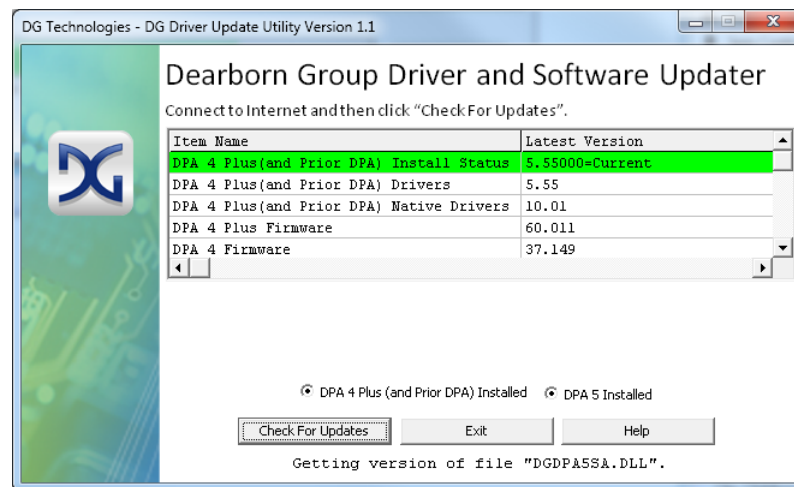 DG Technologies - DG Driver Update Utility Version 1.1
Dearborn Group Driver and Software Updater
Connect to Internet and then click “Check For Updates”.
Item Name Latest Version
DPA 4 Plus(and Prior DPA) Install Status 5.55000=Current
DPA 4 Plus(and Prior DPA) Drivers 5.55
DPA 4 Plus(and Prior DPA) Native Drivers 10.01
DPA 4 Plus Firmware 60.011
DPA 4 Firmware 37.149
DPA 4 Plus (and Prior DPA) Installed DPA 5 Installed
Check For Updates Exit Help
Getting version of file "DGDPA5SA.DLL".